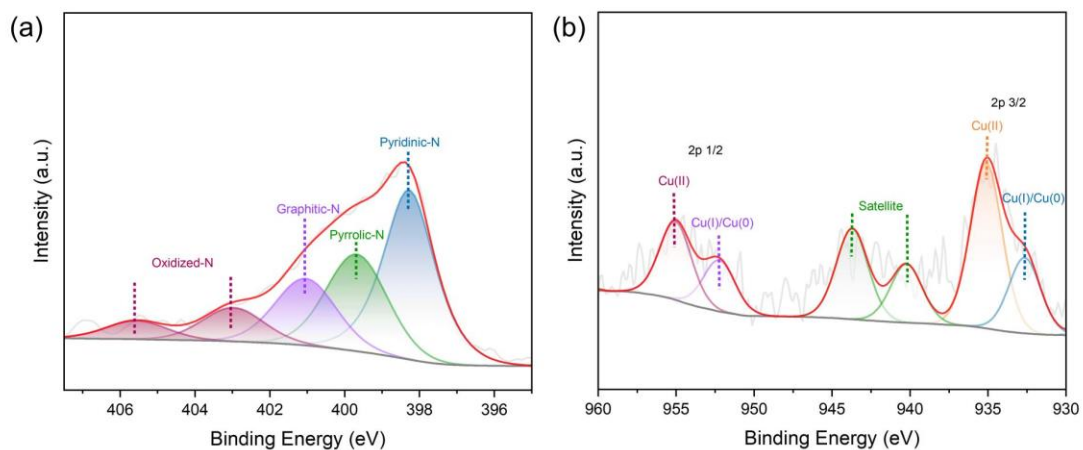 (a)
Pyridinic-N
Graphitic-N
Pyrrolic-N
Oxidized-N
Intensity (a.u.)
406 404 402 400 398 396
Binding Energy (eV)
(b)
2p 3/2
Cu(II)
2p 1/2
Cu(II)
Cu(I)/Cu(0)
Satellite
Cu(I)/Cu(0)
Intensity (a.u.)
960 955 950 945 940 935 930
Binding Energy (eV)